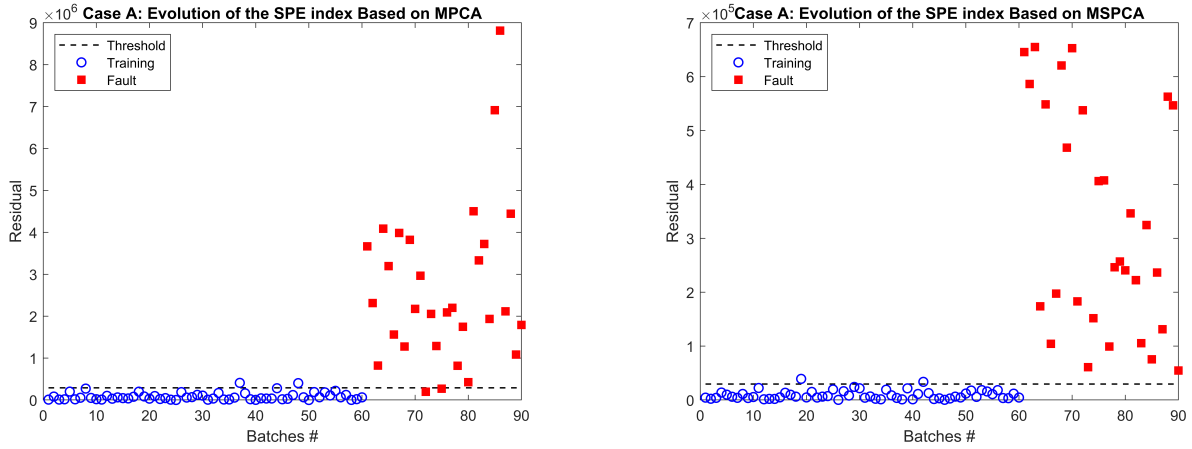 ×10⁶ Case A: Evolution of the SPE index Based on MPCA
9
8
7
6
5
4
3
2
1
0
Residual
Threshold
Training
Fault
0 10 20 30 40 50 60 70 80 90
Batches #
×10⁵ Case A: Evolution of the SPE index Based on MSPCA
7
6
5
4
3
2
1
0
Residual
Threshold
Training
Fault
0 10 20 30 40 50 60 70 80 90
Batches #